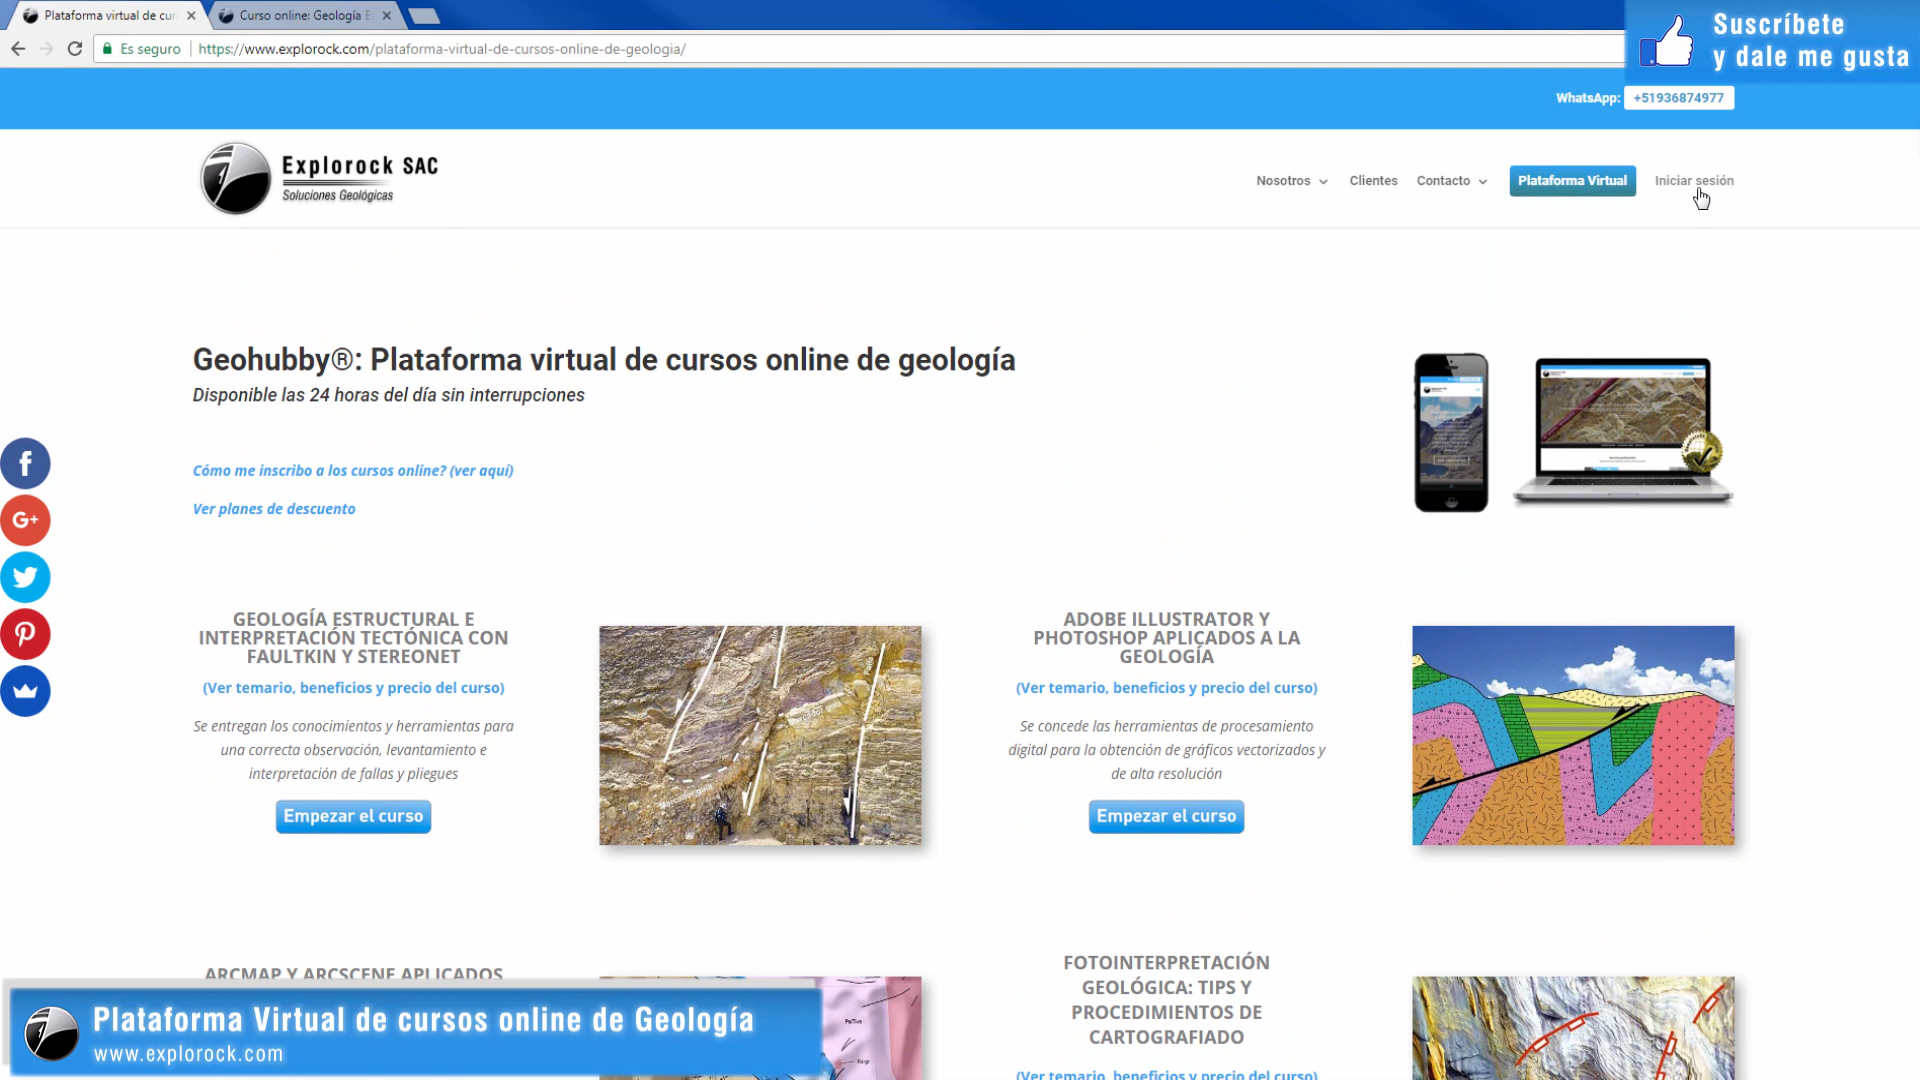 Plataforma virtual de cur
Curso online: Geología E
Suscríbete
y dale me gusta
Es seguro
https://www.explorock.com/plataforma-virtual-de-cursos-online-de-geologia/
WhatsApp: +51936874977
Explorock SAC
Soluciones Geológicas
Nosotros
Clientes
Contacto
Plataforma Virtual
Iniciar sesión
Geohubby®: Plataforma virtual de cursos online de geología
Disponible las 24 horas del día sin interrupciones
Cómo me inscribo a los cursos online? (ver aquí)
Ver planes de descuento
GEOLOGÍA ESTRUCTURAL E
INTERPRETACIÓN TECTÓNICA CON
FAULTKIN Y STEREONET
(Ver temario, beneficios y precio del curso)
Se entregan los conocimientos y herramientas para
una correcta observación, levantamiento e
interpretación de fallas y pliegues
Empezar el curso
ADOBE ILLUSTRATOR Y
PHOTOSHOP APLICADOS A LA
GEOLOGÍA
(Ver temario, beneficios y precio del curso)
Se concede las herramientas de procesamiento
digital para la obtención de gráficos vectorizados y
de alta resolución
Empezar el curso
ARCMAP Y ARCSCENE APLICADOS
FOTOINTERPRETACIÓN
GEOLÓGICA: TIPS Y
PROCEDIMIENTOS DE
CARTOGRAFIADO
(Ver temario, beneficios y precio del curso)
Plataforma Virtual de cursos online de Geología
www.explorock.com